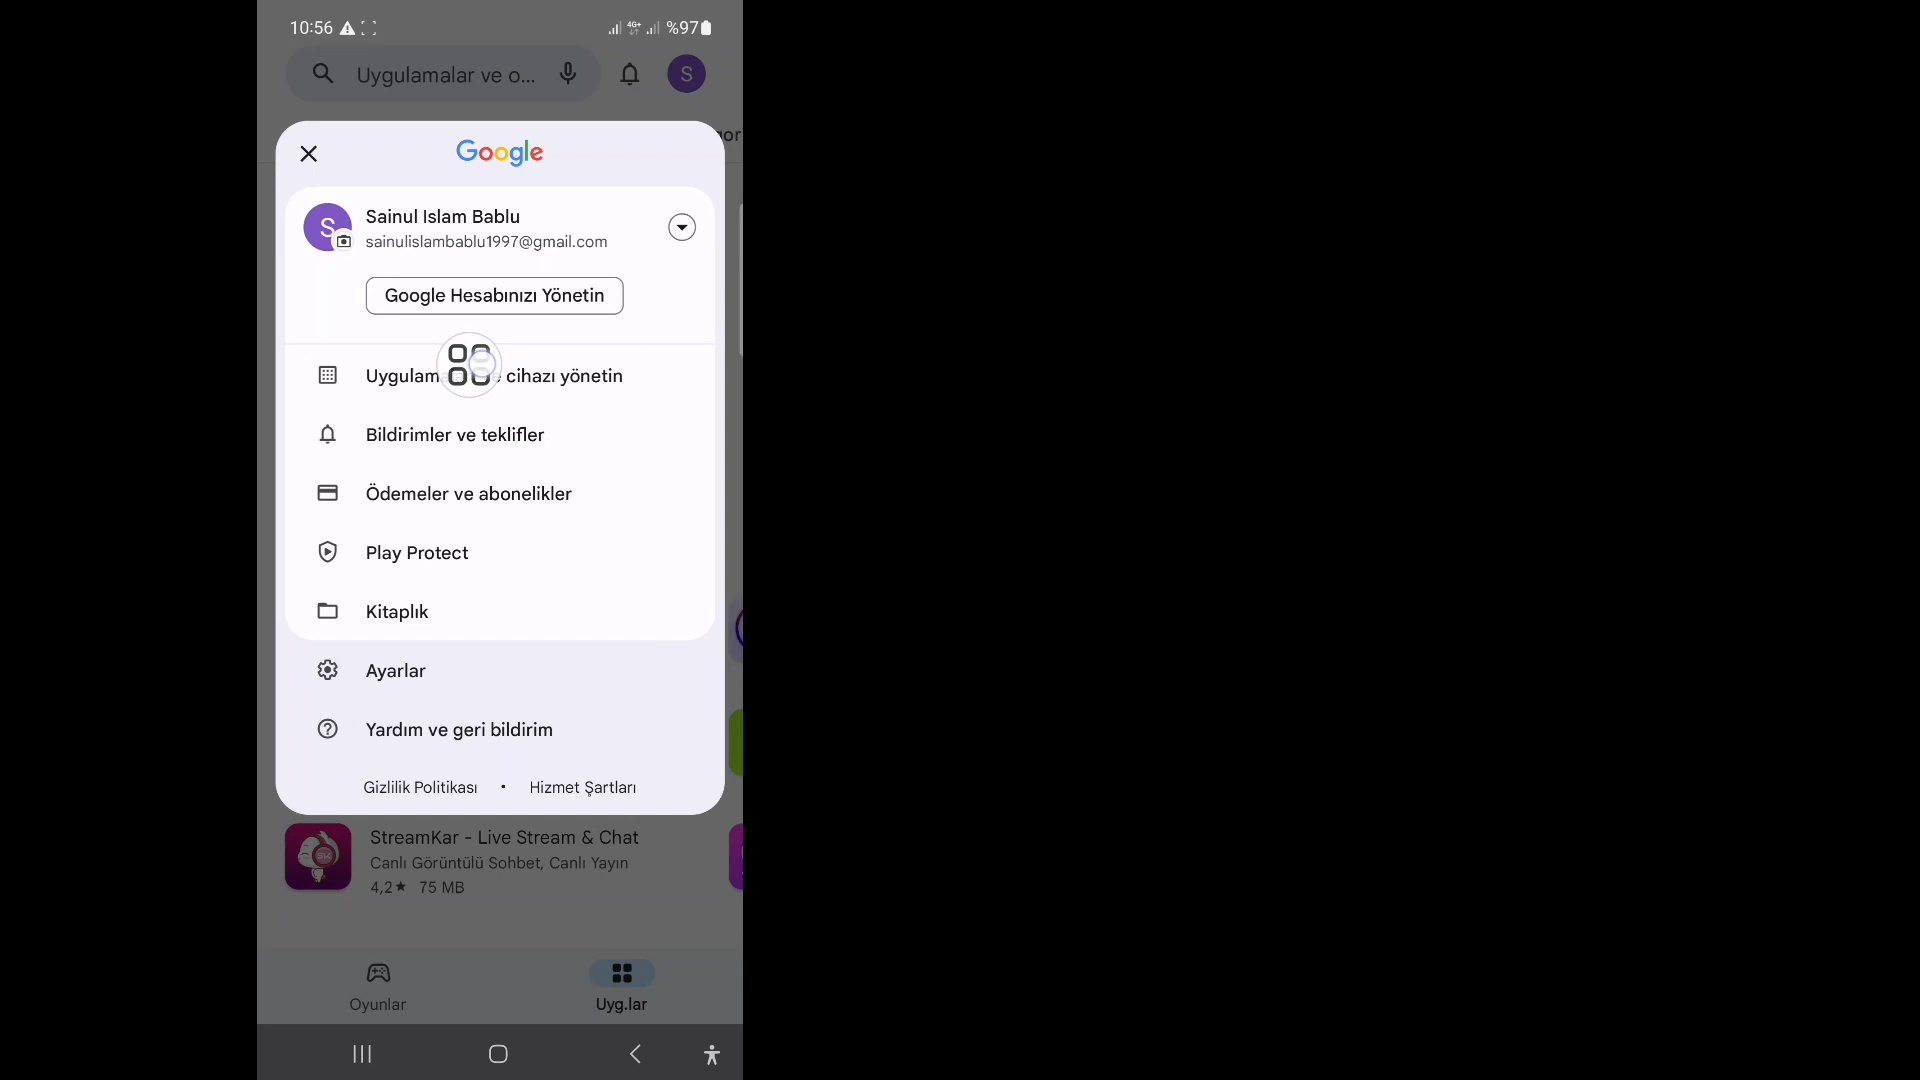 10:56
4G+
%97
Uygulamalar ve o...
S
gor
Google
S
Sainul Islam Bablu
sainulislambablu1997@gmail.com
Google Hesabınızı Yönetin
cihazı yönetin
Bildirimler ve teklifler
Ödemeler ve abonelikler
Play Protect
Kitaplık
Ayarlar
Yardım ve geri bildirim
Gizlilik Politikası • Hizmet Şartları
StreamKar - Live Stream & Chat
Canlı Görüntülü Sohbet, Canlı Yayın
4,2★ 75 MB
Oyunlar
Uyg.lar